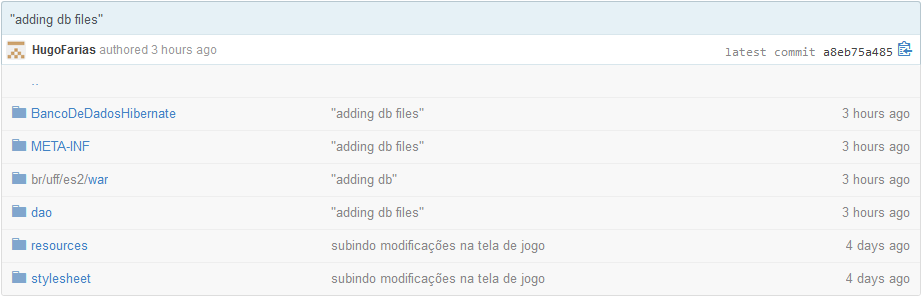 "adding db files"
HugoFarias authored 3 hours ago latest commit a8eb75a485
..
BancoDeDadosHibernate "adding db files" 3 hours ago
META-INF "adding db files" 3 hours ago
br/uff/es2/war "adding db" 3 hours ago
dao "adding db files" 3 hours ago
resources subindo modificações na tela de jogo 4 days ago
stylesheet subindo modificações na tela de jogo 4 days ago